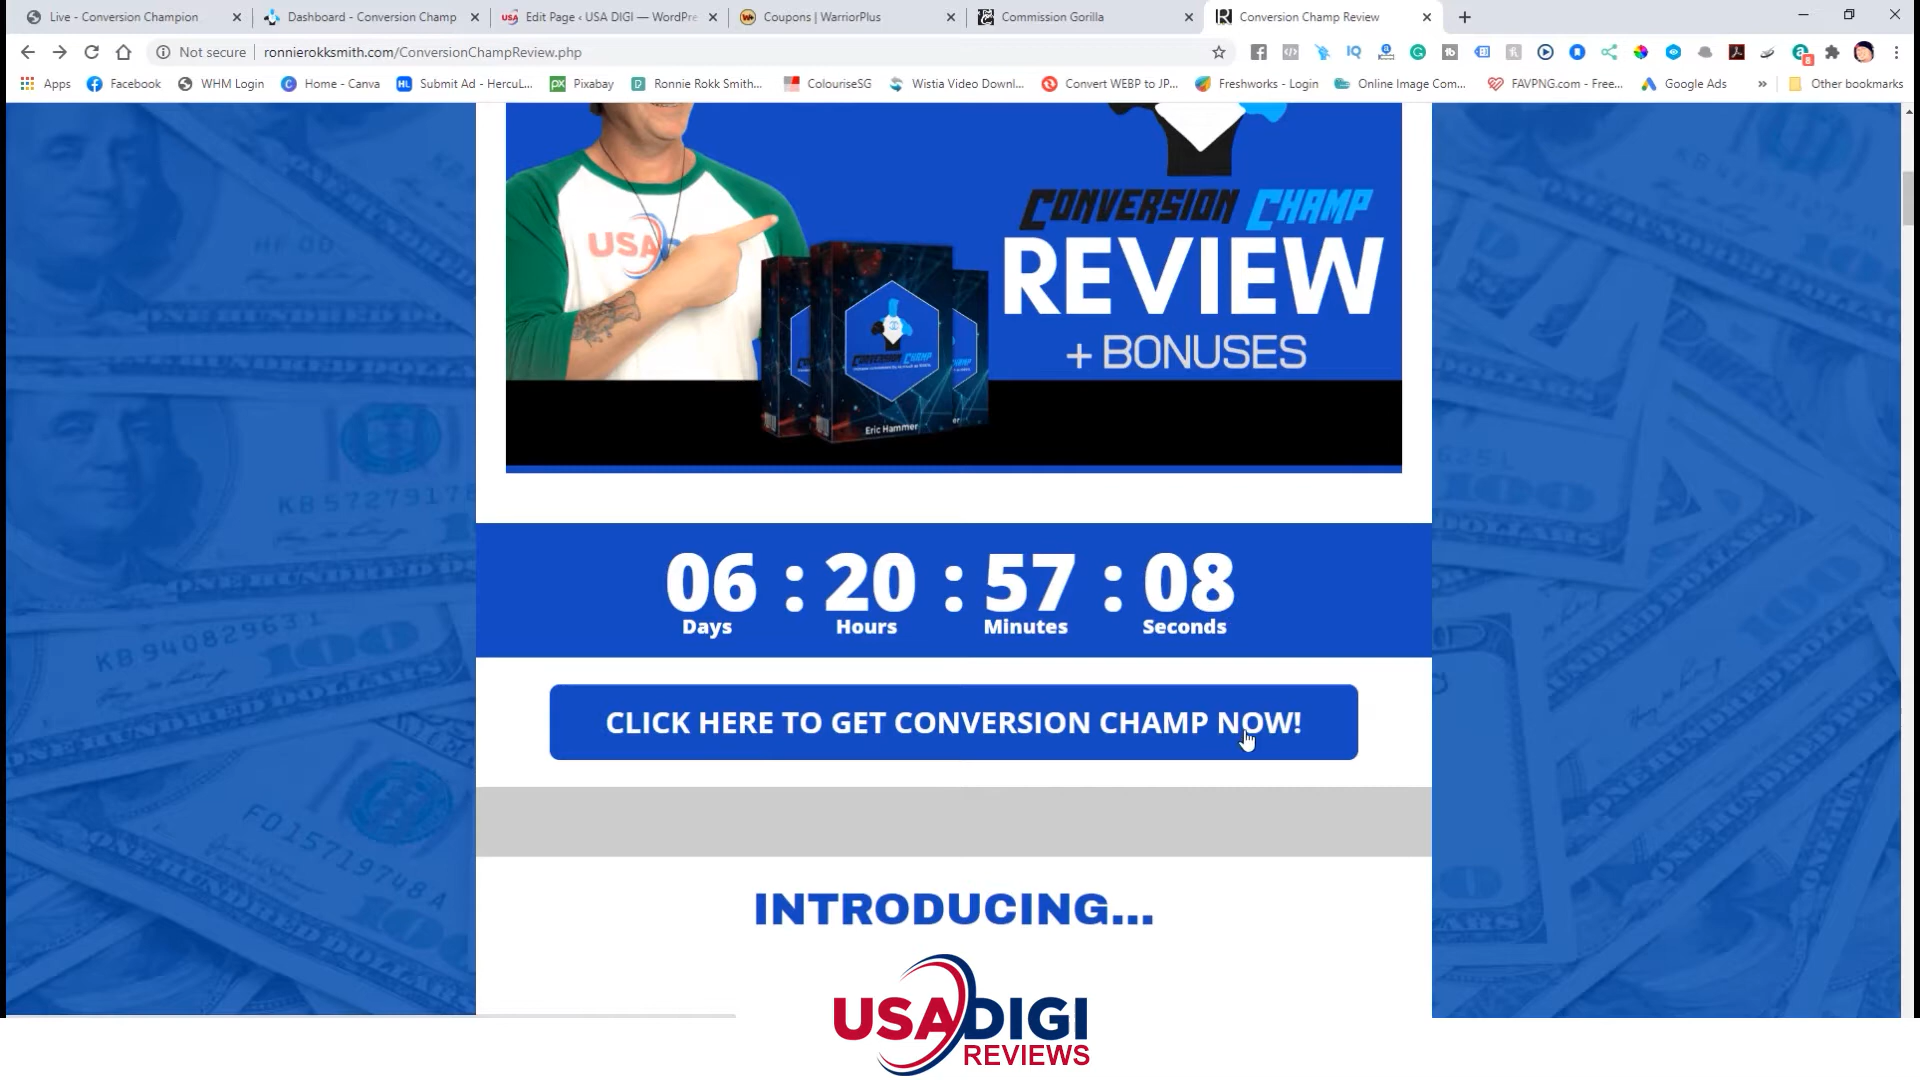 Live - Conversion Champion
Dashboard - Conversion Champ
Edit Page ‹ USA DIGI — WordPre
Coupons | WarriorPlus
Commission Gorilla
Conversion Champ Review
Not secure
ronnierokksmith.com/ConversionChampReview.php
Apps
Facebook
WHM Login
Home - Canva
Submit Ad - HercuL...
Pixabay
Ronnie Rokk Smith...
ColouriseSG
Wistia Video Downl...
Convert WEBP to JP...
Freshworks - Login
Online Image Com...
FAVPNG.com - Free...
Google Ads
Other bookmarks
USA
CONVERSION CHAMP
REVIEW
+ BONUSES
CONVERSION CHAMP
Eric Hammer
06 : 20 : 57 : 08
Days Hours Minutes Seconds
CLICK HERE TO GET CONVERSION CHAMP NOW!
INTRODUCING...
USADIGI
REVIEWS